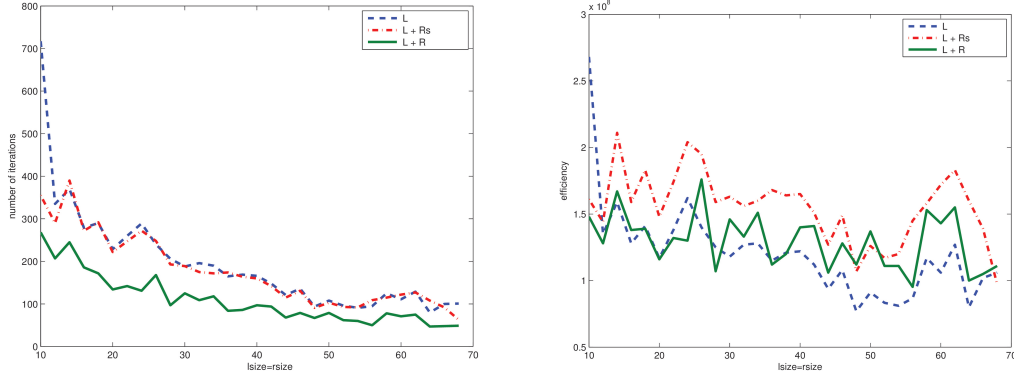 800
700
600
500
400
300
200
100
0
number of iterations
10 20 30 40 50 60 70
lsize=rsize
L
L + Rs
L + R
x 10^8
3
2.5
2
1.5
1
0.5
efficiency
10 20 30 40 50 60 70
lsize=rsize
L
L + Rs
L + R